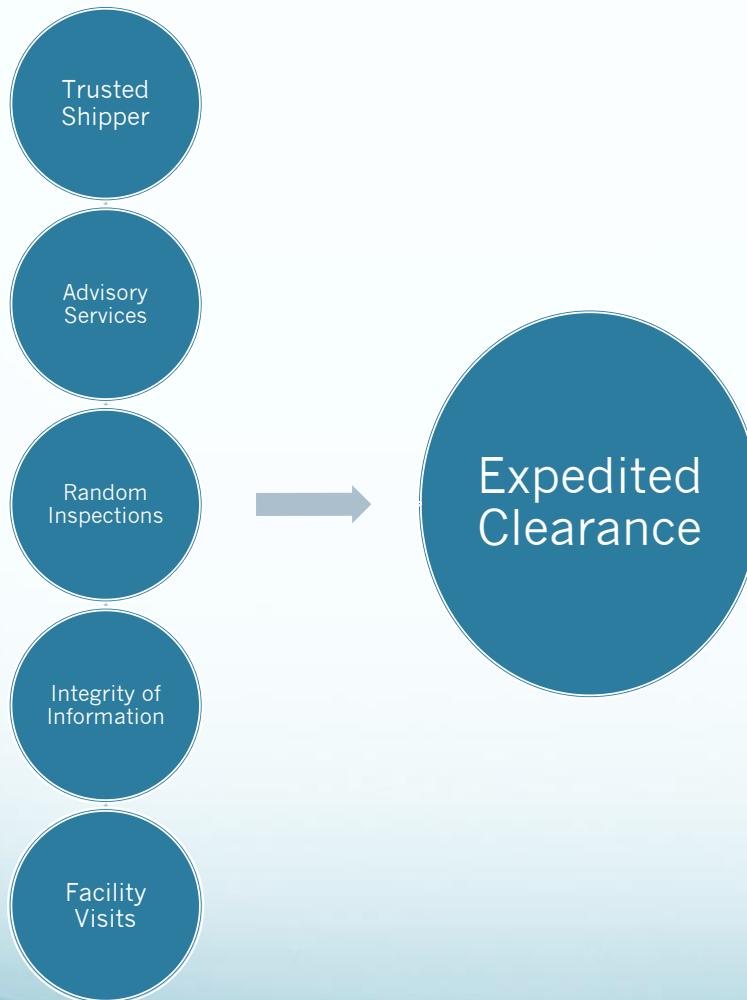 Trusted
Shipper
Advisory
Services
Random
Inspections
Expedited
Clearance
Integrity of
Information
Facility
Visits